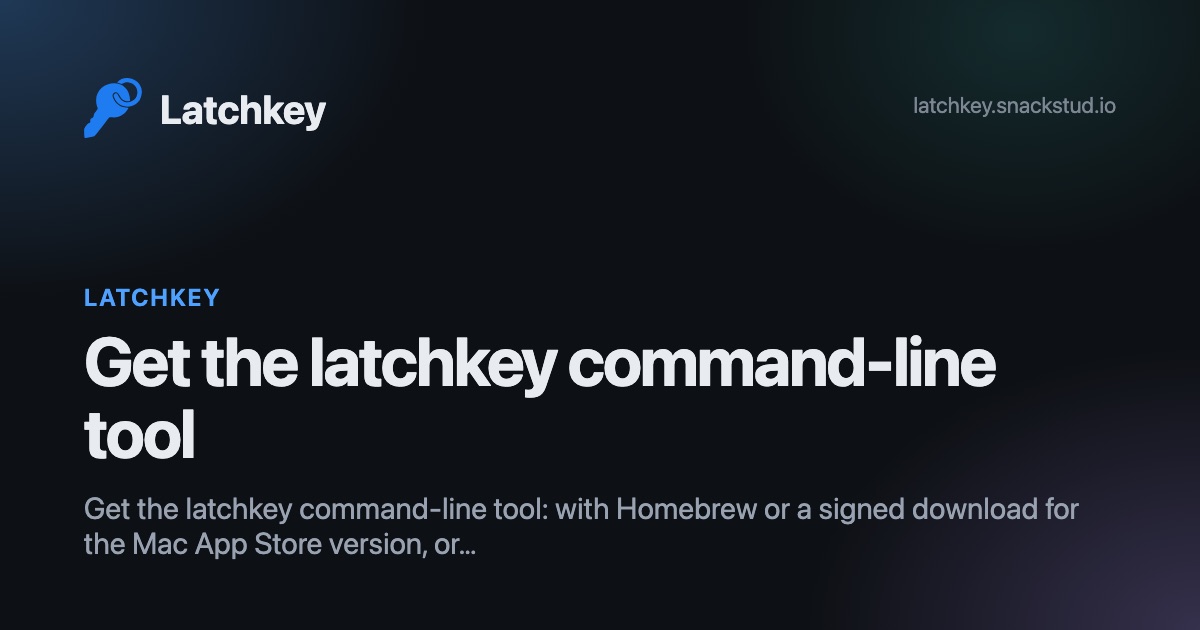 Latchkey
latchkey.snackstud.io
LATCHKEY
Get the latchkey command-line
tool
Get the latchkey command-line tool: with Homebrew or a signed download for
the Mac App Store version, or...